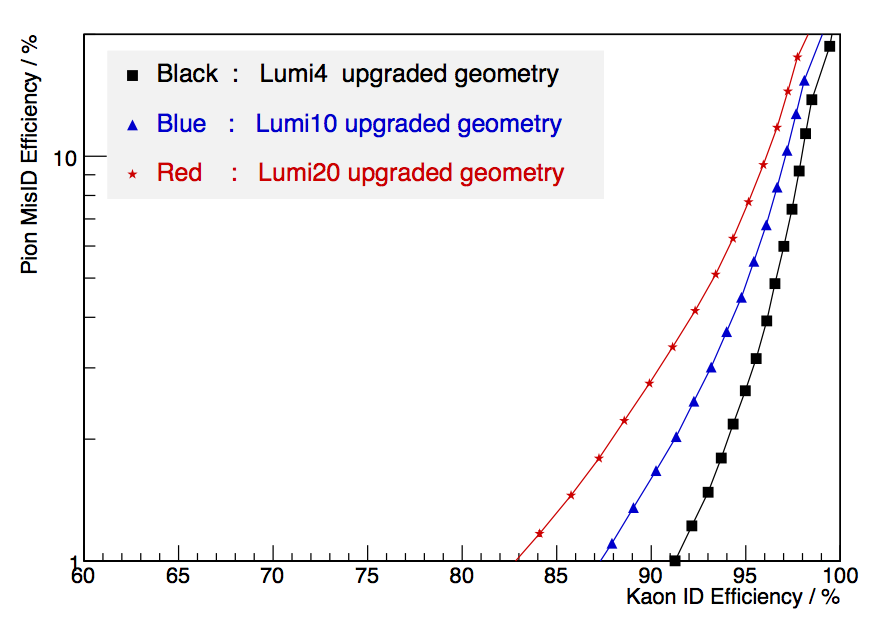 Pion MisID Efficiency / %
Black : Lumi4 upgraded geometry
Blue : Lumi10 upgraded geometry
Red : Lumi20 upgraded geometry
10
1
60 65 70 75 80 85 90 95 100
Kaon ID Efficiency / %